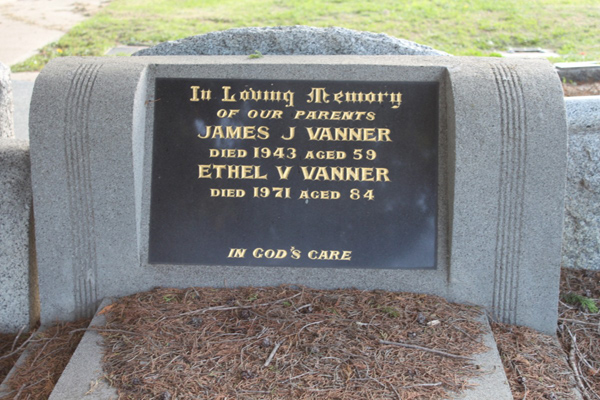 In Loving Memory
OF OUR PARENTS
JAMES J VANNER
DIED 1943 AGED 59
ETHEL V VANNER
DIED 1971 AGED 84
IN GOD'S CARE